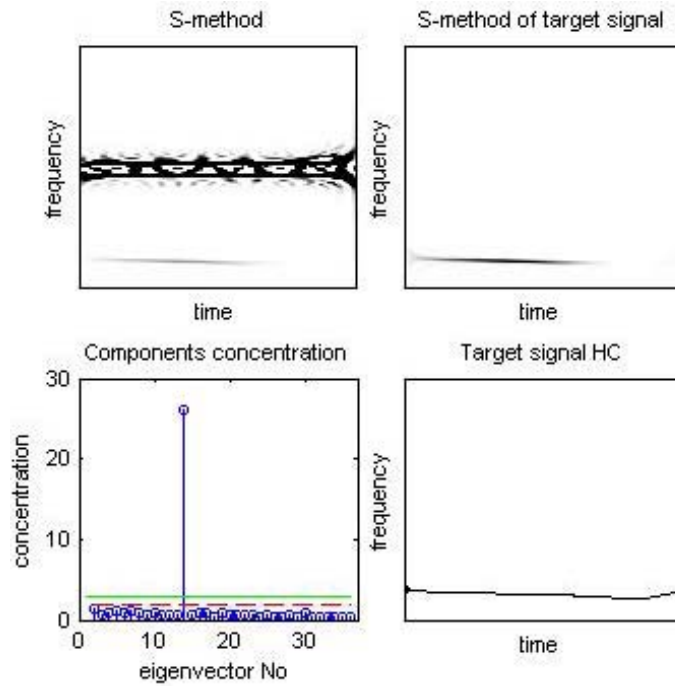 S-method
S-method of target signal
frequency
frequency
time
time
Components concentration
Target signal HC
30
20
10
0
concentration
frequency
0
10
20
30
eigenvector No
time